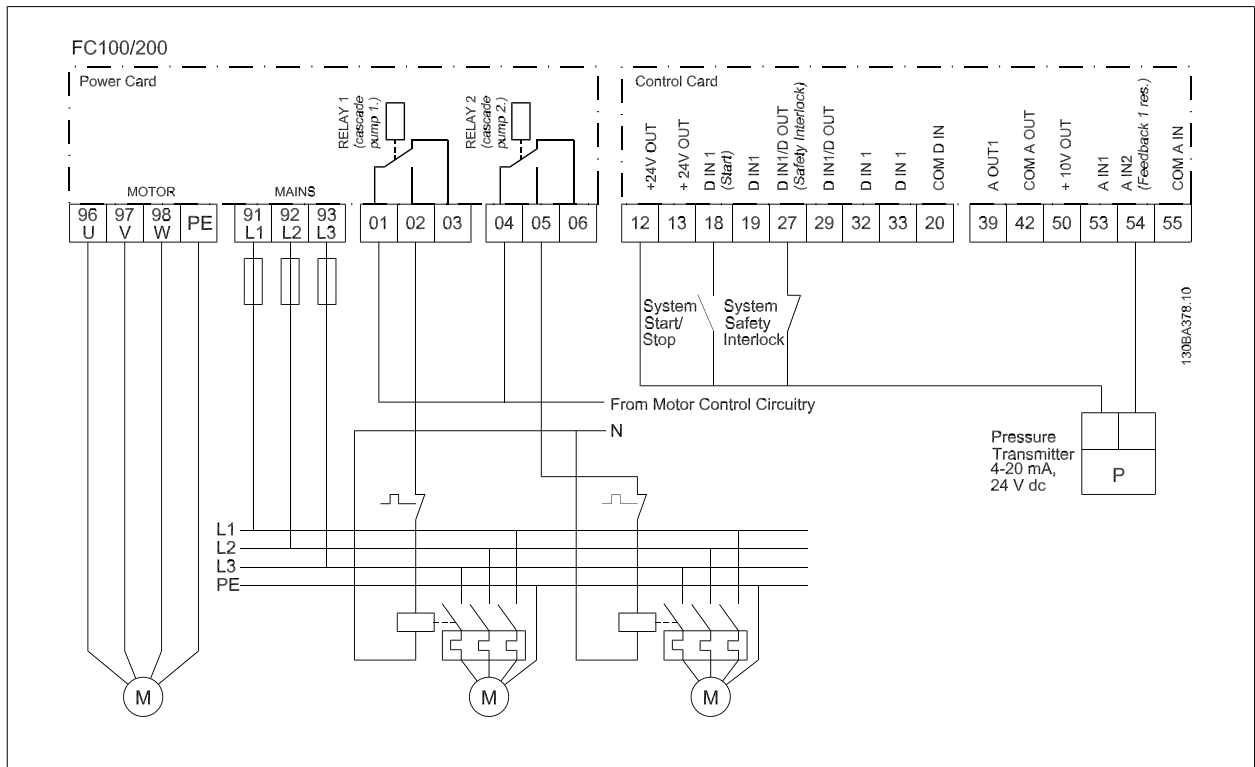 FC100/200
Power Card
Control Card
RELAY 1
(cascade
pump 1.)
RELAY 2
(cascade
pump 2.)
+24V OUT
+ 24V OUT
D IN 1
(Start)
D IN1
D IN1/D OUT
(Safety Interlock)
D IN1/D OUT
D IN 1
D IN 1
COM D IN
A OUT1
COM A OUT
+ 10V OUT
A IN1
A IN2
(Feedback 1 res.)
COM A IN
MOTOR
MAINS
96 97 98 PE
U V W
91 92 93
L1 L2 L3
01 02 03
04 05 06
12 13 18 19 27 29 32 33 20
39 42 50 53 54 55
System
Start/
Stop
System
Safety
Interlock
130BA378.10
From Motor Control Circuitry
N
Pressure
Transmitter
4-20 mA,
24 V dc
P
L1
L2
L3
PE
M
M
M